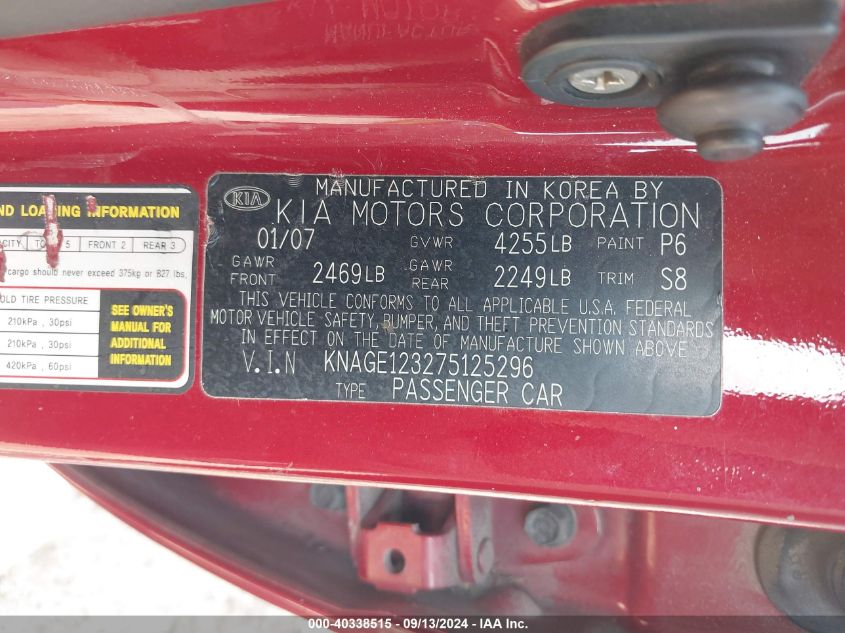 MANUFACTURED IN KOREA BY
KIA
KIA MOTORS CORPORATION
01/07 GVWR 4255LB PAINT P6
GAWR FRONT 2469LB GAWR REAR 2249LB TRIM S8
THIS VEHICLE CONFORMS TO ALL APPLICABLE U.S.A. FEDERAL
MOTOR VEHICLE SAFETY, BUMPER, AND THEFT PREVENTION STANDARDS
IN EFFECT ON THE DATE OF MANUFACTURE SHOWN ABOVE
V.I.N KNAGE123275125296
TYPE PASSENGER CAR
ND LOADING INFORMATION
CITY 5 FRONT 2 REAR 3
cargo should never exceed 375kg or 827 lbs.
OLD TIRE PRESSURE
210kPa , 30psi
210kPa , 30psi
420kPa , 60psi
SEE OWNER'S
MANUAL FOR
ADDITIONAL
INFORMATION
000-40338515 - 09/13/2024 - IAA Inc.